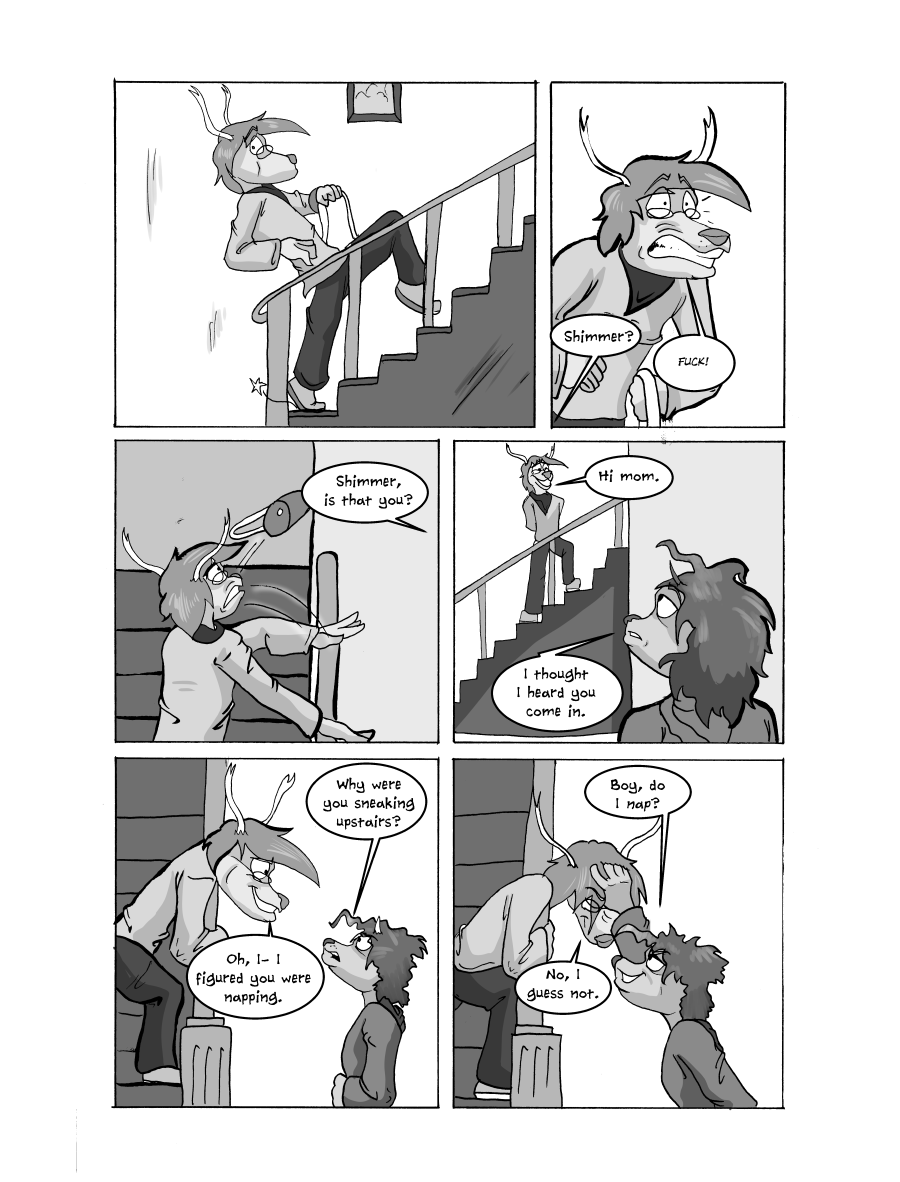 Shimmer?
FUCK!
Shimmer,
is that you?
Hi mom.
I thought
I heard you
come in.
Why were
you sneaking
upstairs?
Oh, I- I
figured you were
napping.
Boy, do
I nap?
No, I
guess not.